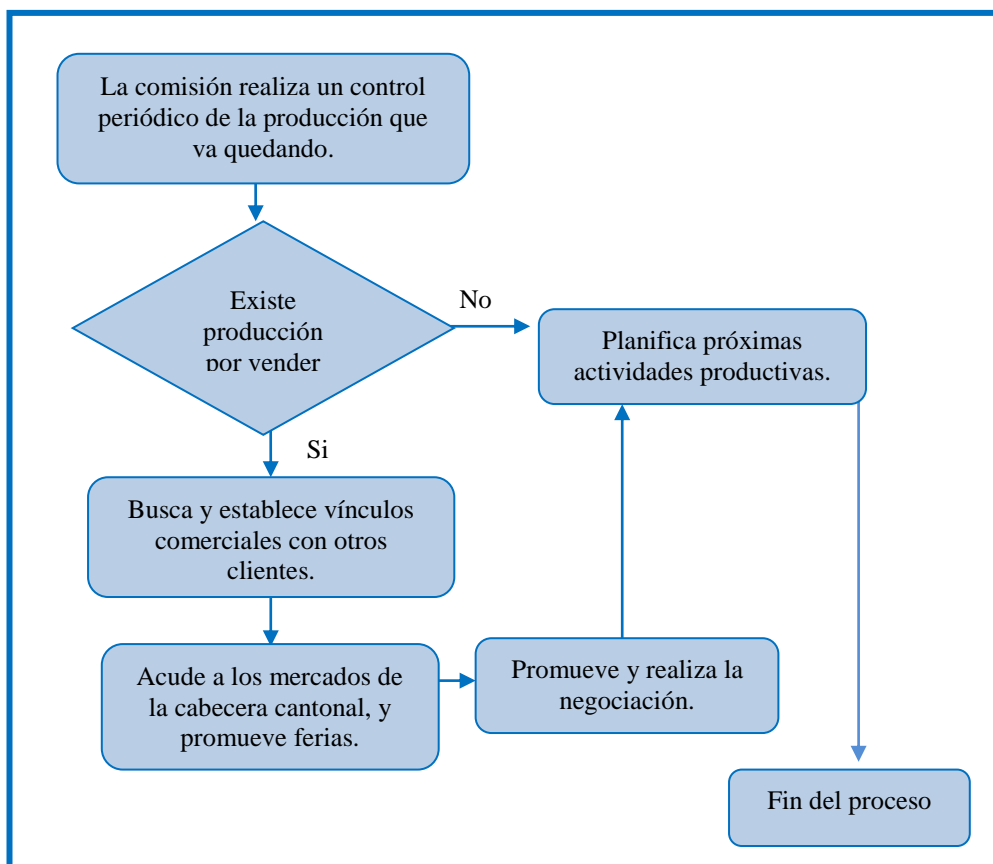 La comisión realiza un control
periódico de la producción que
va quedando.
Existe
producción
por vender
No
Planifica próximas
actividades productivas.
Si
Busca y establece vínculos
comerciales con otros
clientes.
Acude a los mercados de
la cabecera cantonal, y
promueve ferias.
Promueve y realiza la
negociación.
Fin del proceso